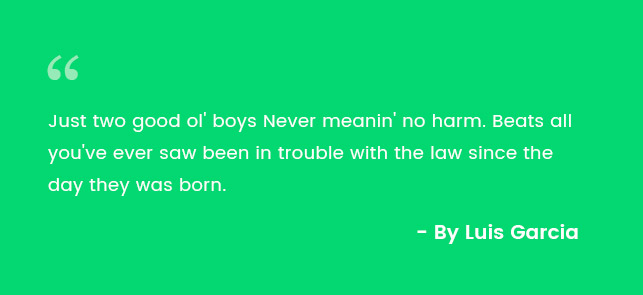 “
Just two good ol' boys Never meanin' no harm. Beats all
you've ever saw been in trouble with the law since the
day they was born.
- By Luis Garcia